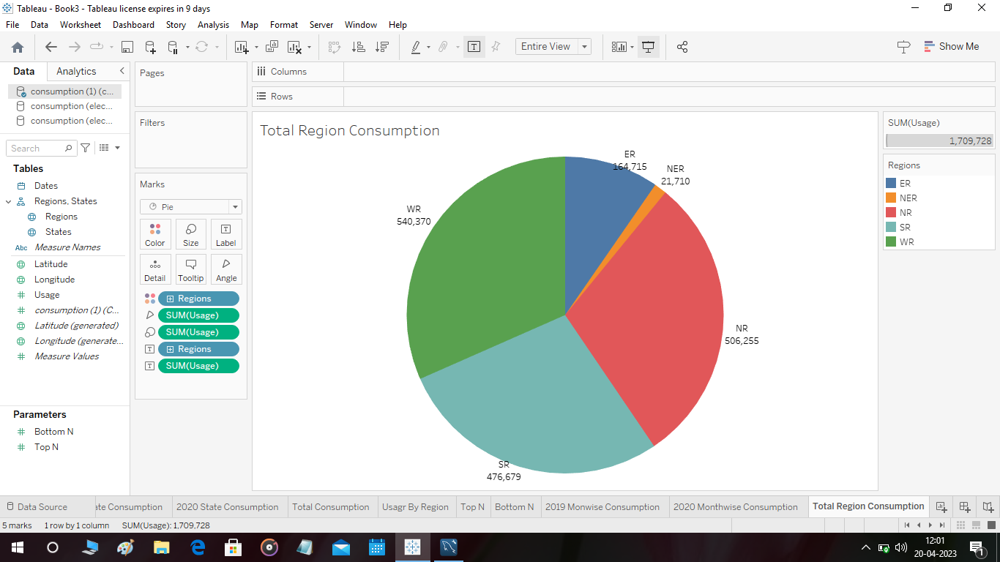 Tableau - Book3 - Tableau license expires in 9 days
File Data Worksheet Dashboard Story Analysis Map Format Server Window Help
Entire View
Show Me
Data Analytics
consumption (1) (c...
consumption (elec...
consumption (elec...
Search
Tables
Dates
Regions, States
Regions
States
Abc Measure Names
Latitude
Longitude
Usage
consumption (1) (C...
Latitude (generated)
Longitude (generate...
Measure Values
Parameters
Bottom N
Top N
Pages
Filters
Marks
Pie
Color Size Label
Detail Tooltip Angle
Regions
SUM(Usage)
SUM(Usage)
Regions
SUM(Usage)
Columns
Rows
Total Region Consumption
ER
164,715
NER
21,710
WR
540,370
NR
506,255
SR
476,679
SUM(Usage)
1,709,728
Regions
ER
NER
NR
SR
WR
Data Source ate Consumption 2020 State Consumption Total Consumption Usagr By Region Top N Bottom N 2019 Monwise Consumption 2020 Monthwise Consumption Total Region Consumption
5 marks 1 row by 1 column SUM(Usage): 1,709,728
12:01
20-04-2023
1